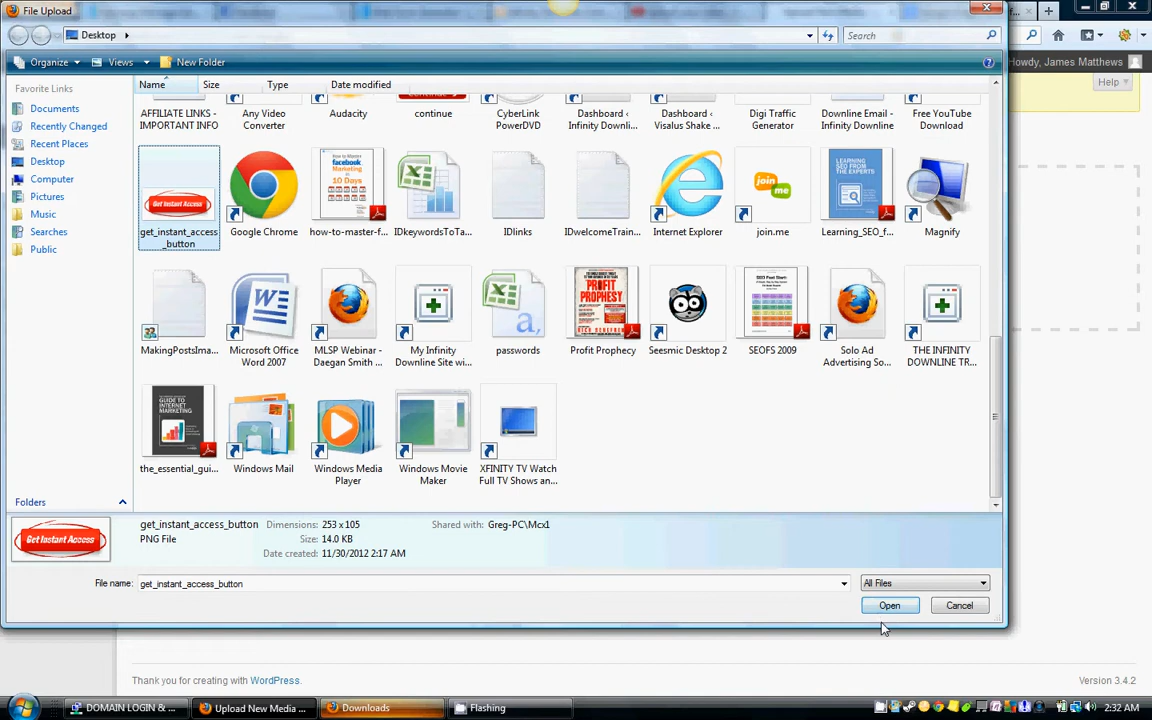 File Upload
Desktop
Search
Organize
Views
New Folder
Howdy, James Matthews
Help
Favorite Links
Documents
Recently Changed
Recent Places
Desktop
Computer
Pictures
Music
Searches
Public
Folders
Name
Size
Type
Date modified
AFFILIATE LINKS -
IMPORTANT INFO
Any Video
Converter
Audacity
continue
CyberLink
PowerDVD
Dashboard ‹
Infinity Downli...
Dashboard ‹
Visalus Shake ...
Digi Traffic
Generator
Downline Email -
Infinity Downline
Free YouTube
Download
Get Instant Access
get_instant_access
_button
Google Chrome
how-to-master-f...
IDkeywordsToTa...
IDlinks
IDwelcomeTrain...
Internet Explorer
join.me
Learning_SEO_f...
Magnify
MakingPostsIma...
Microsoft Office
Word 2007
MLSP Webinar -
Daegan Smith ...
My Infinity
Downline Site wi...
passwords
Profit Prophecy
Seesmic Desktop 2
SEOFS 2009
Solo Ad
Advertising So...
THE INFINITY
DOWNLINE TR...
the_essential_gui...
Windows Mail
Windows Media
Player
Windows Movie
Maker
XFINITY TV Watch
Full TV Shows an...
Get Instant Access
get_instant_access_button
PNG File
Dimensions: 253 x 105
Size: 14.0 KB
Date created: 11/30/2012 2:17 AM
Shared with: Greg-PC\Mcx1
File name: get_instant_access_button
All Files
Open
Cancel
Thank you for creating with WordPress.
Version 3.4.2
DOMAIN LOGIN & ...
Upload New Media ...
Downloads
Flashing
2:32 AM